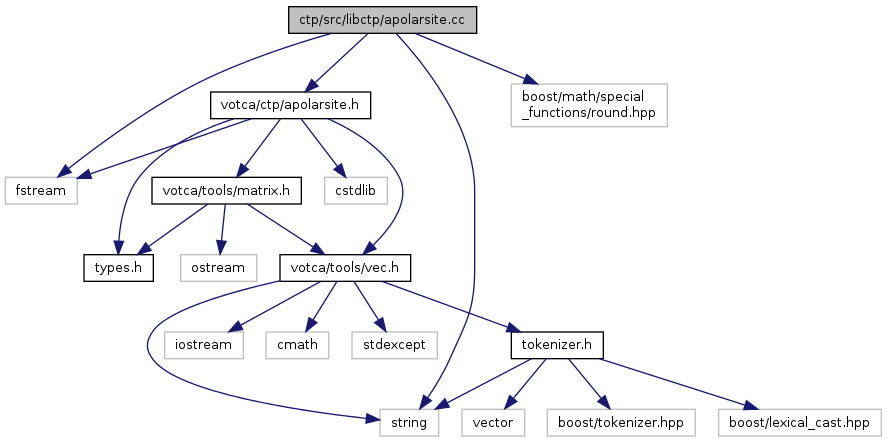 ctp/src/libctp/apolarsite.cc
votca/ctp/apolarsite.h
boost/math/special
_functions/round.hpp
fstream
votca/tools/matrix.h
cstdlib
types.h
ostream
votca/tools/vec.h
iostream
cmath
stdexcept
tokenizer.h
string
vector
boost/tokenizer.hpp
boost/lexical_cast.hpp